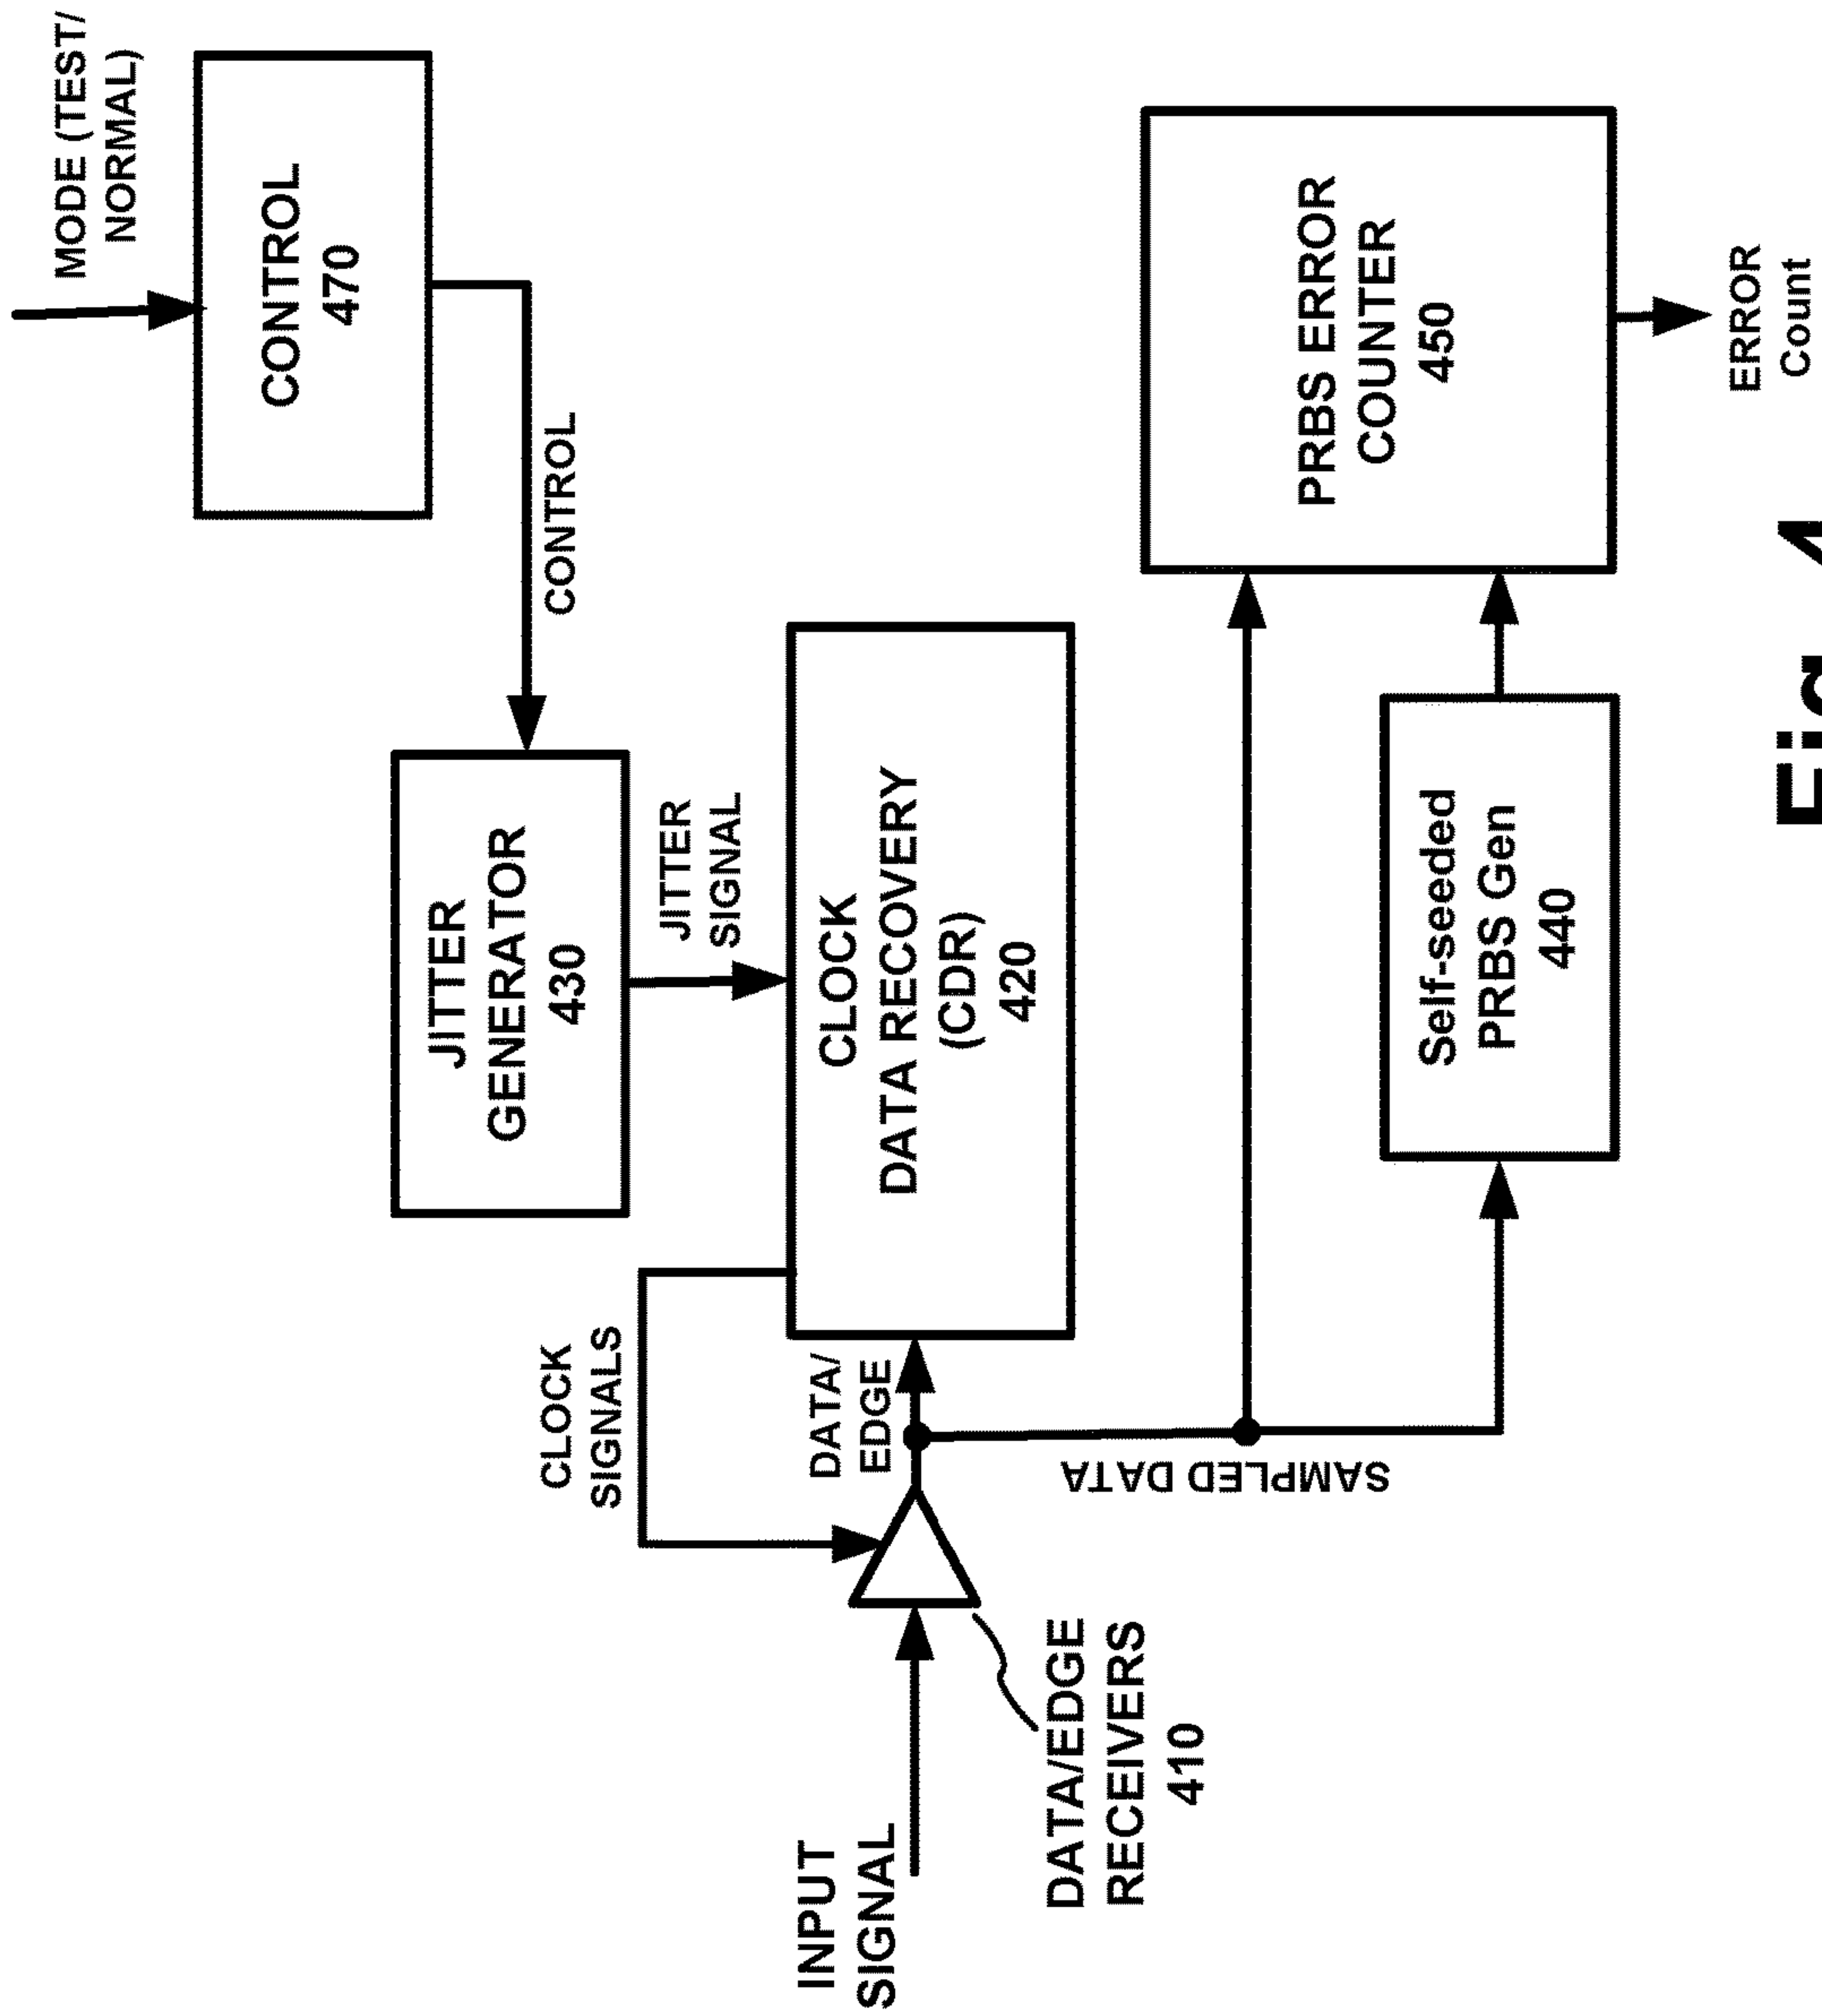 MODE (TEST/
NORMAL)
CONTROL
470
CONTROL
JITTER
GENERATOR
430
JITTER
SIGNAL
CLOCK
SIGNALS
CLOCK
DATA RECOVERY
(CDR)
420
DATA/
EDGE
INPUT
SIGNAL
DATA/EDGE
RECEIVERS
410
SAMPLED DATA
Self-seeded
PRBS Gen
440
PRBS ERROR
COUNTER
450
ERROR
Count